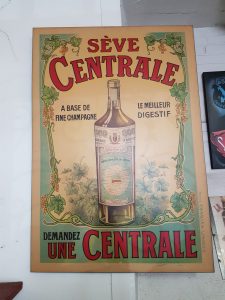 SÈVE
CENTRALE
A BASE DE
FINE CHAMPAGNE
LE MEILLEUR
DIGESTIF
DEMANDEZ
UNE CENTRALE